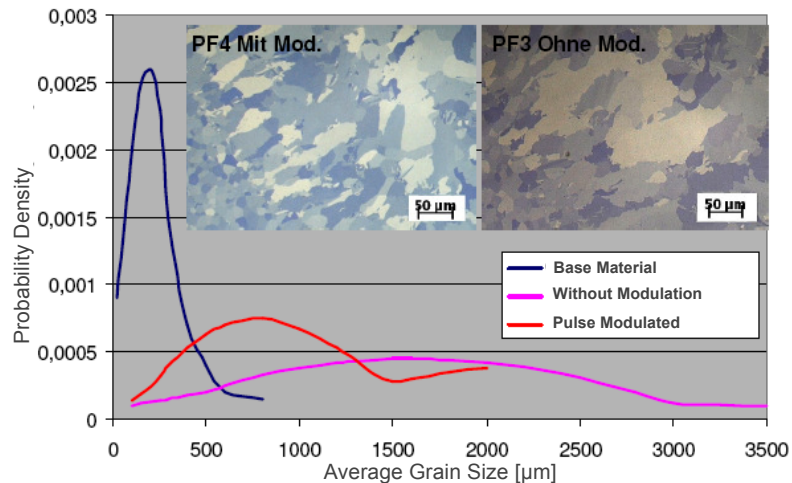 0,003
0,0025
0,002
0,0015
0,001
0,0005
0
Probability Density
PF4 Mit Mod.
PF3 Ohne Mod.
50 µm
50 µm
Base Material
Without Modulation
Pulse Modulated
0 500 1000 1500 2000 2500 3000 3500
Average Grain Size [µm]